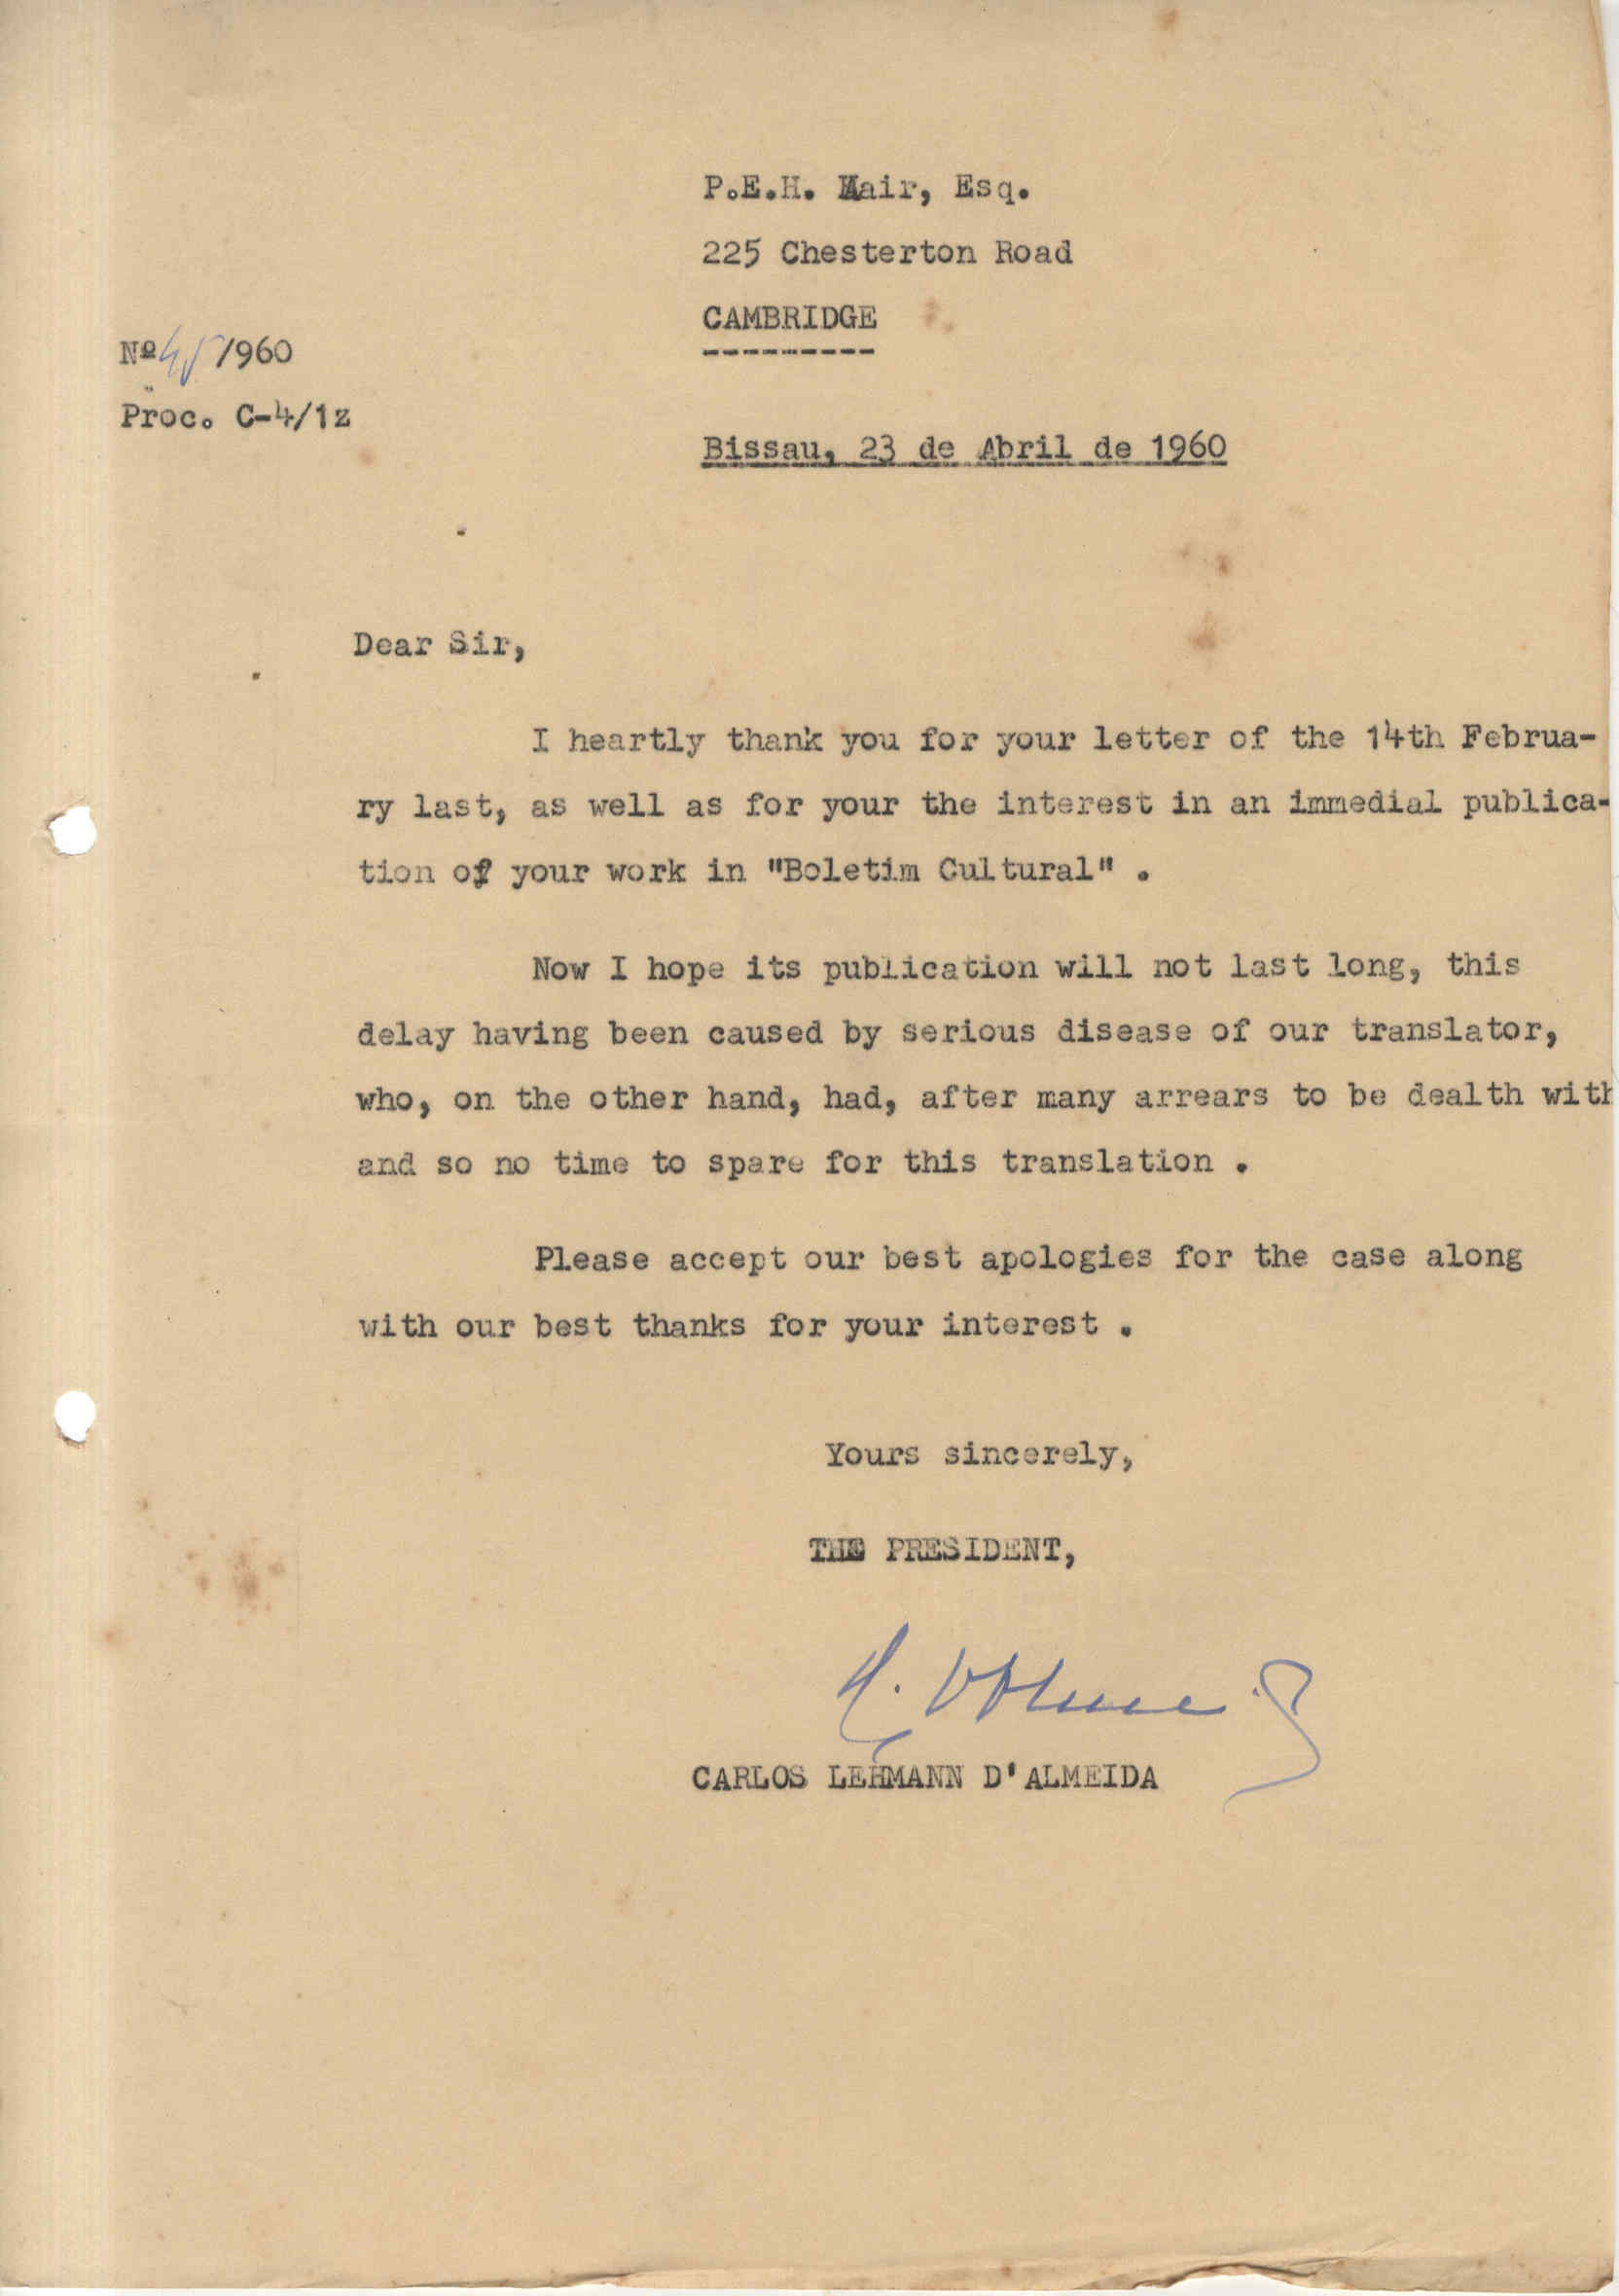 P.E.H. Hair, Esq.
225 Chesterton Road
CAMBRIDGE
Nº 45/960
Proc. C-4/1z
Bissau, 23 de Abril de 1960
Dear Sir,
I heartly thank you for your letter of the 14th Februa-
ry last, as well as for your the interest in an immedial publica-
tion of your work in "Boletim Cultural" .
Now I hope its publication will not last long, this
delay having been caused by serious disease of our translator,
who, on the other hand, had, after many arrears to be dealth with
and so no time to spare for this translation .
Please accept our best apologies for the case along
with our best thanks for your interest .
Yours sincerely,
THE PRESIDENT,
CARLOS LEHMANN D'ALMEIDA